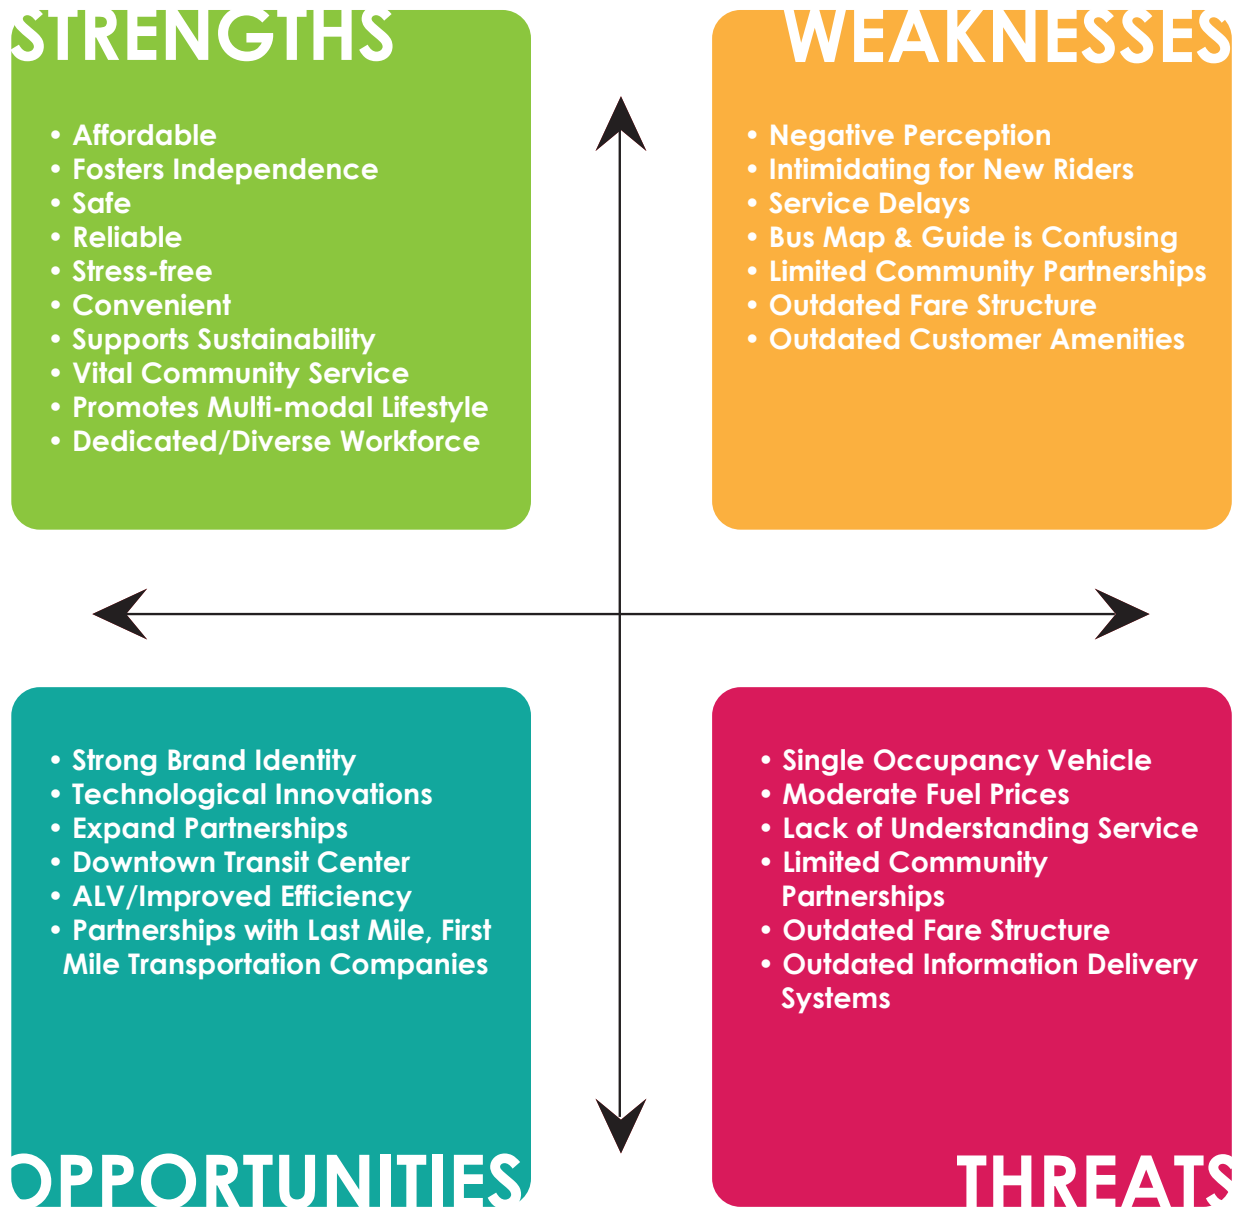 STRENGTHS
• Affordable
• Fosters Independence
• Safe
• Reliable
• Stress-free
• Convenient
• Supports Sustainability
• Vital Community Service
• Promotes Multi-modal Lifestyle
• Dedicated/Diverse Workforce
WEAKNESSES
• Negative Perception
• Intimidating for New Riders
• Service Delays
• Bus Map & Guide is Confusing
• Limited Community Partnerships
• Outdated Fare Structure
• Outdated Customer Amenities
• Strong Brand Identity
• Technological Innovations
• Expand Partnerships
• Downtown Transit Center
• ALV/Improved Efficiency
• Partnerships with Last Mile, First
Mile Transportation Companies
OPPORTUNITIES
• Single Occupancy Vehicle
• Moderate Fuel Prices
• Lack of Understanding Service
• Limited Community
Partnerships
• Outdated Fare Structure
• Outdated Information Delivery
Systems
THREATS